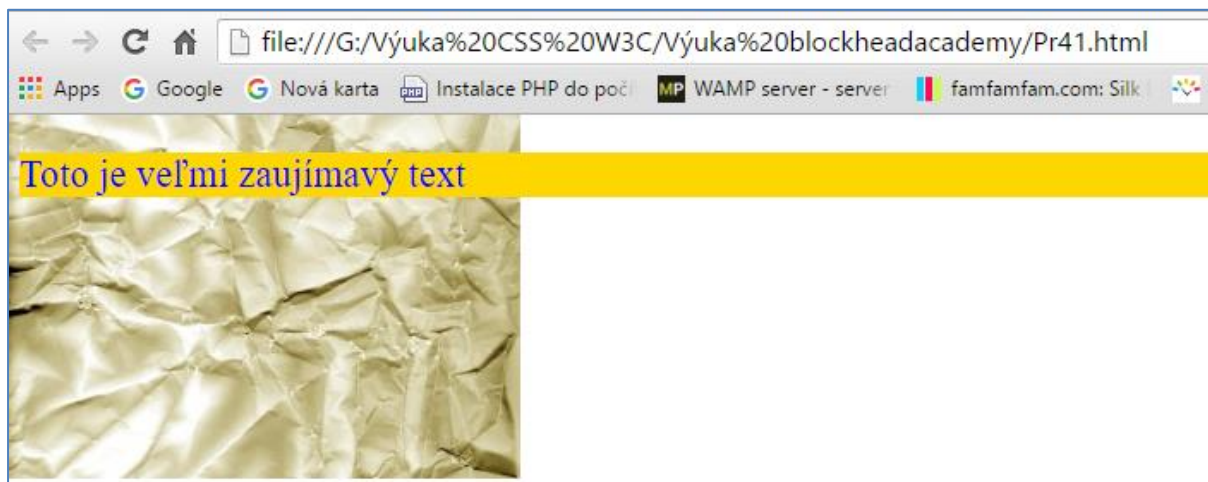 file:///G:/Výuka%20CSS%20W3C/Výuka%20blockheadacademy/Pr41.html
Apps Google Nová karta php Instalace PHP do poč MP WAMP server - server famfamfam.com: Silk
Toto je veľmi zaujímavý text